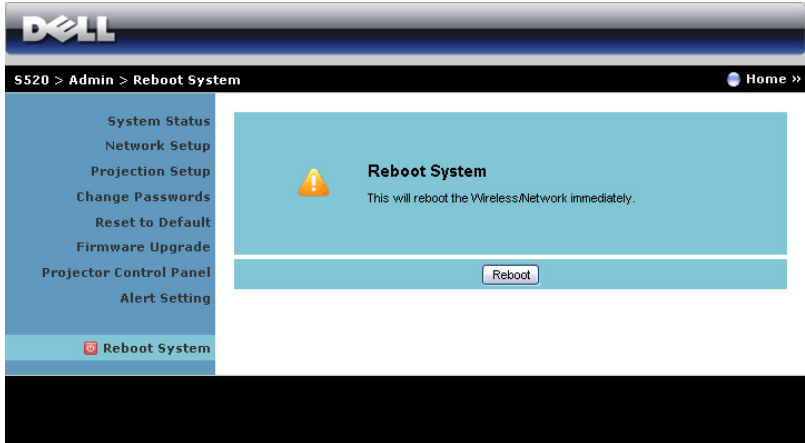 DELL
S520 > Admin > Reboot System
Home »
System Status
Network Setup
Projection Setup
Change Passwords
Reset to Default
Firmware Upgrade
Projector Control Panel
Alert Setting
Reboot System
Reboot System
This will reboot the Wireless/Network immediately.
Reboot